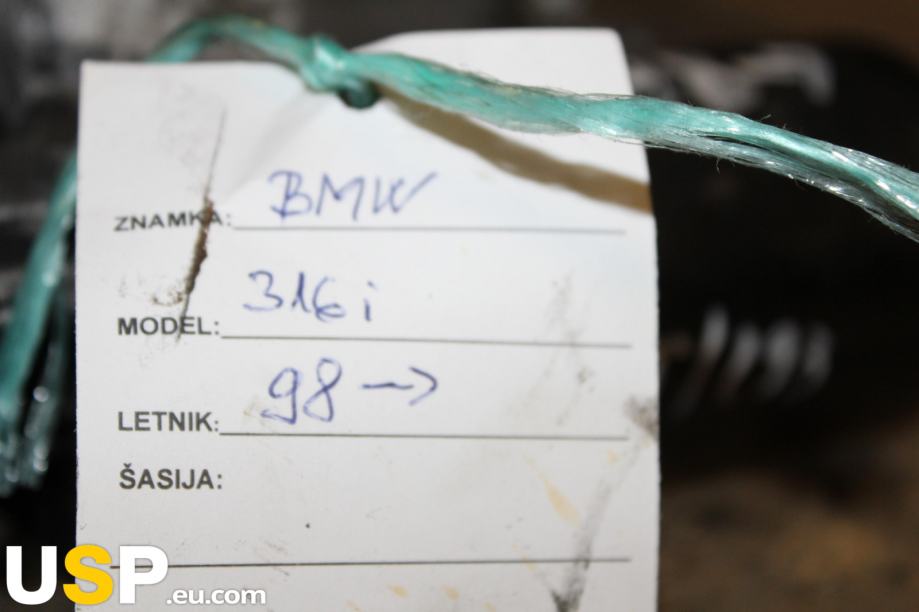 ZNAMKA: BMW
MODEL: 316i
LETNIK: 98 →
ŠASIJA:
USP.eu.com